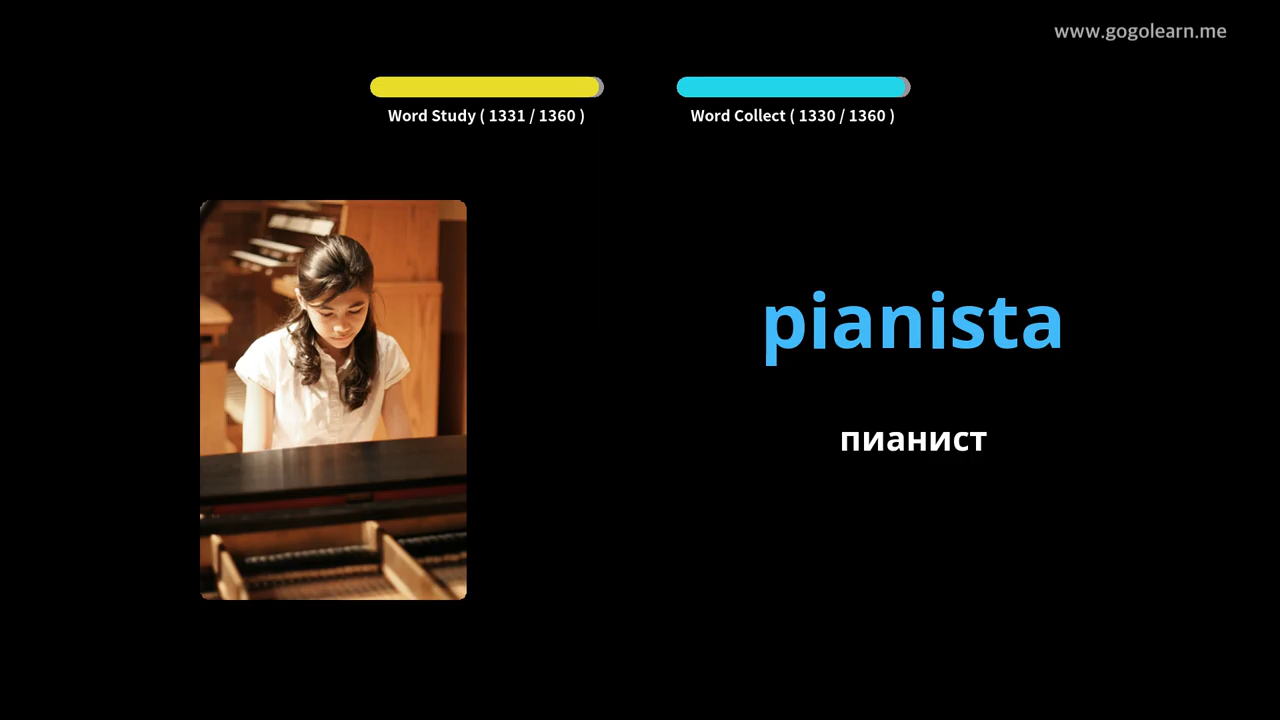 www.gogolearn.me
Word Study ( 1331 / 1360 )
Word Collect ( 1330 / 1360 )
pianista
пианист